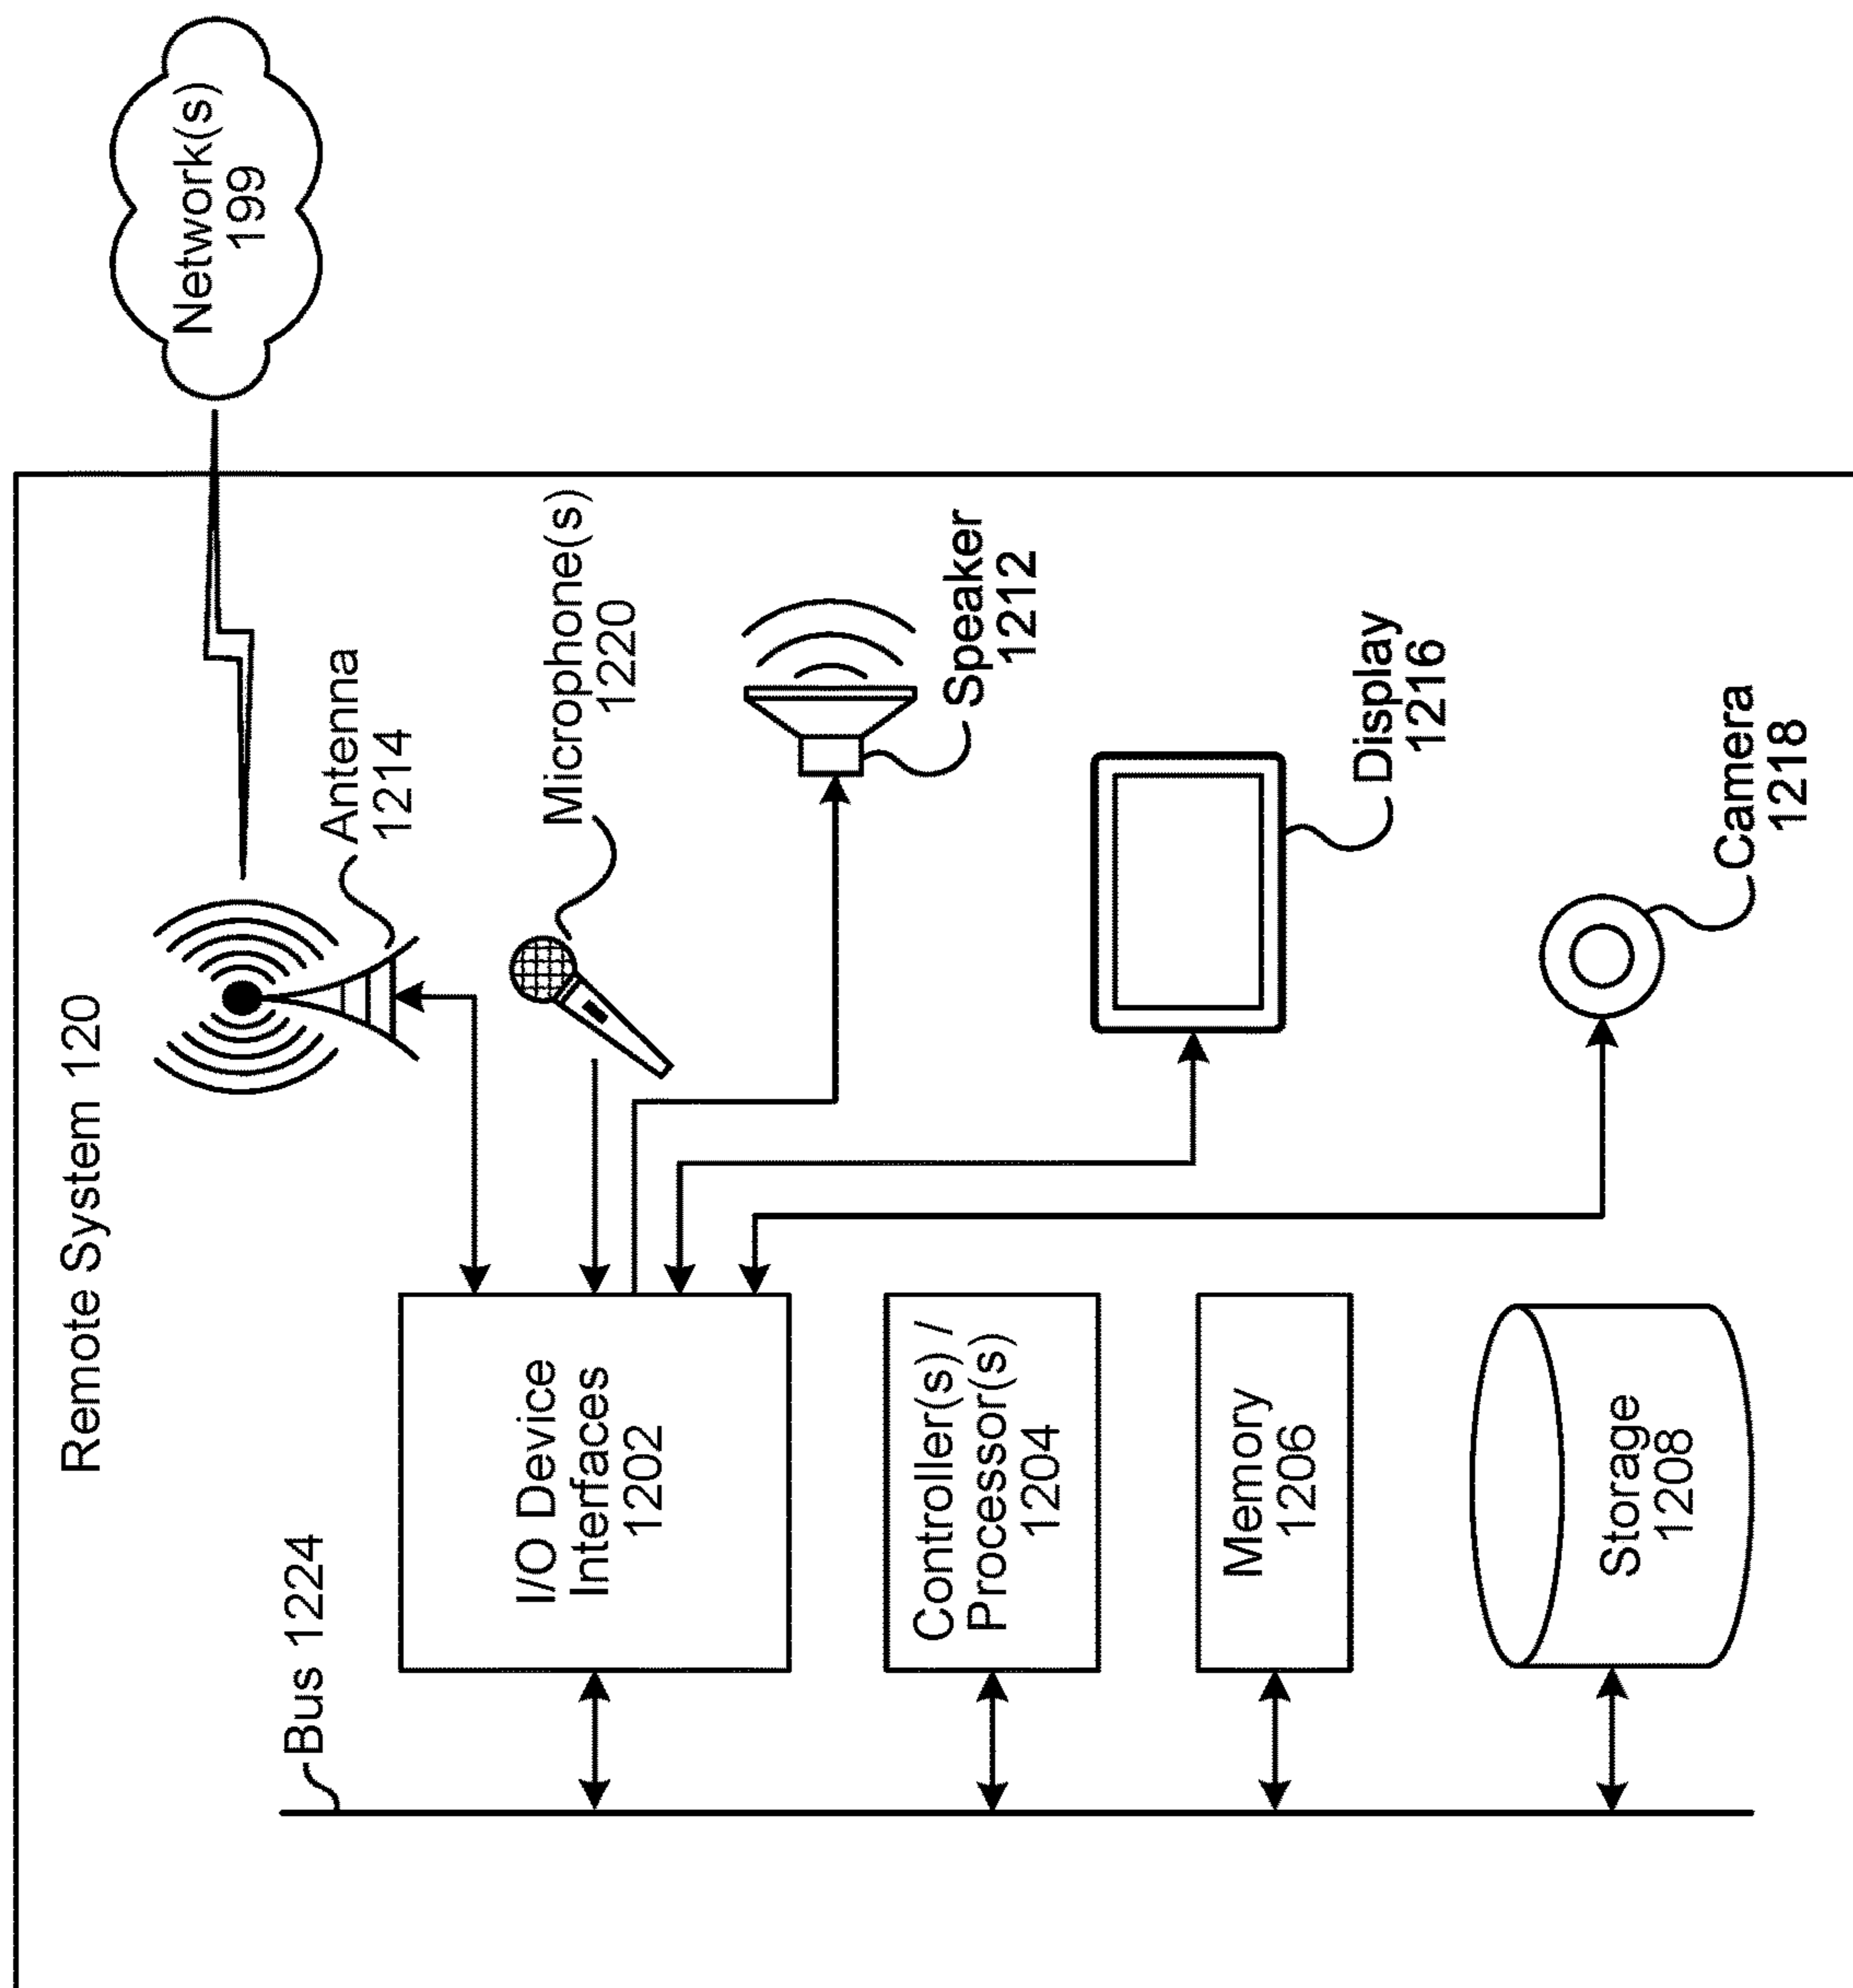 Remote System 120
Bus 1224
I/O Device
Interfaces
1202
Antenna
1214
Network(s)
199
Microphone(s)
1220
Controller(s) /
Processor(s)
1204
Speaker
1212
Memory
1206
Display
1216
Storage
1208
Camera
1218